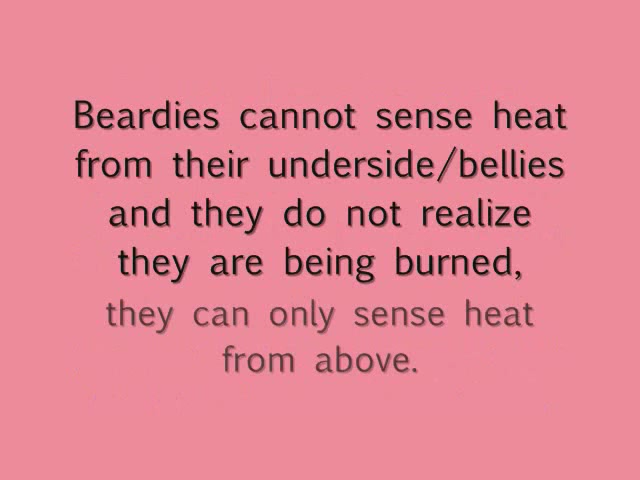 Beardies cannot sense heat
from their underside/bellies
and they do not realize
they are being burned,
they can only sense heat
from above.